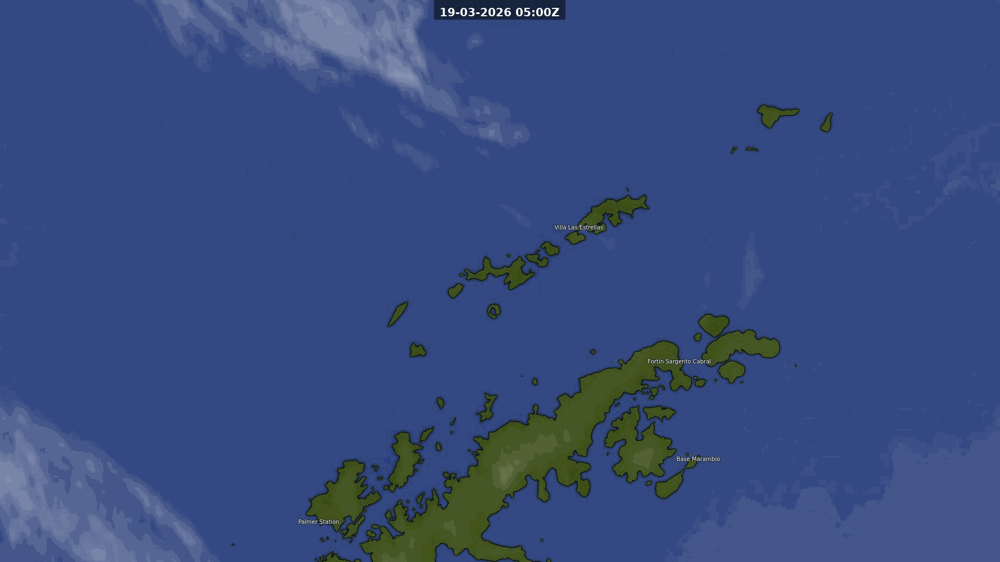 19-03-2026 05:00Z
Villa Las Estrellas
Fortín Sargento Cabral
Base Marambio
Palmer Station